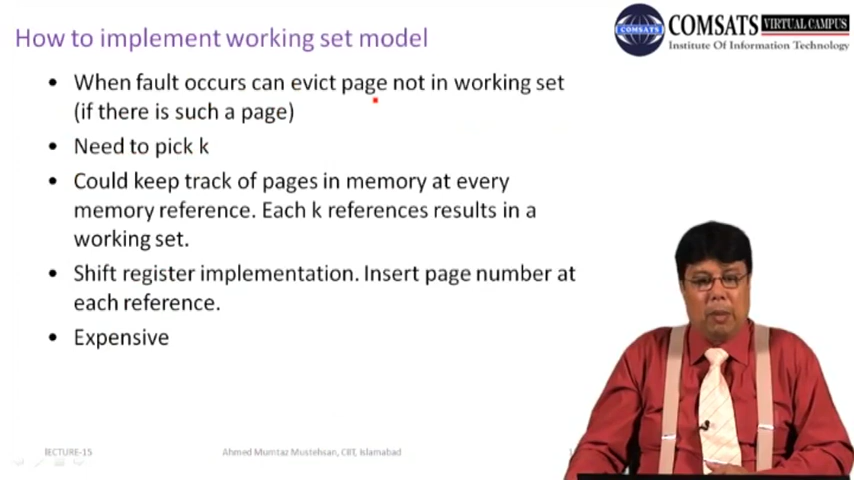 How to implement working set model
COMSATS VIRTUAL CAMPUS
Institute Of Information Technology
COMSATS
• When fault occurs can evict page not in working set
(if there is such a page)
• Need to pick k
• Could keep track of pages in memory at every
memory reference. Each k references results in a
working set.
• Shift register implementation. Insert page number at
each reference.
• Expensive
LECTURE-15
Ahmed Mumtaz Mustehsan, CIIT, Islamabad